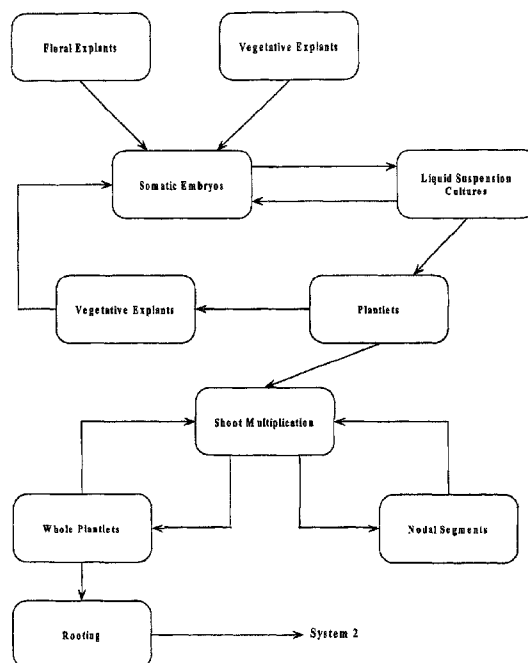 Floral Explants
Vegetative Explants
Somatic Embryos
Liquid Suspension
Cultures
Vegetative Explants
Plantlets
Shoot Multiplication
Whole Plantlets
Nodal Segments
Rooting
System 2